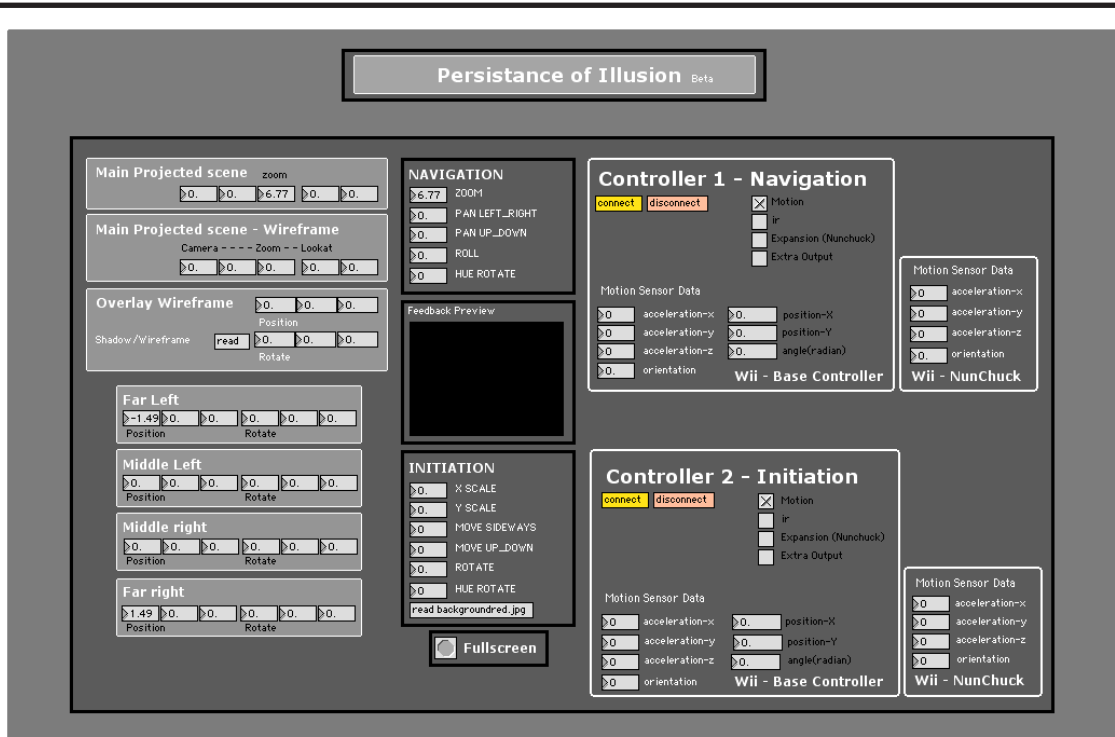 Persistance of Illusion Beta
Main Projected scene zoom
0. 0. 6.77 0. 0.
Main Projected scene - Wireframe
Camera - - - - Zoom - - Lookat
0. 0. 0. 0. 0.
Overlay Wireframe 0. 0. 0.
Position
Shadow/Wireframe read 0. 0. 0.
Rotate
Far Left
-1.49 0. 0. 0. 0. 0.
Position Rotate
Middle Left
0. 0. 0. 0. 0. 0.
Position Rotate
Middle right
0. 0. 0. 0. 0. 0.
Position Rotate
Far right
1.49 0. 0. 0. 0. 0.
Position Rotate
NAVIGATION
6.77 ZOOM
0. PAN LEFT_RIGHT
0. PAN UP_DOWN
0. ROLL
0 HUE ROTATE
Feedback Preview
INITIATION
0. X SCALE
0. Y SCALE
0 MOVE SIDEWAYS
0 MOVE UP_DOWN
0. ROTATE
0 HUE ROTATE
read backgroundred.jpg
Fullscreen
Controller 1 - Navigation
connect disconnect Motion
ir
Expansion (Nunchuck)
Extra Output
Motion Sensor Data
0 acceleration-x 0. position-X
0 acceleration-y 0. position-Y
0 acceleration-z 0. angle(radian)
0. orientation Wii - Base Controller
Motion Sensor Data
0 acceleration-x
0 acceleration-y
0 acceleration-z
0. orientation
Wii - NunChuck
Controller 2 - Initiation
connect disconnect Motion
ir
Expansion (Nunchuck)
Extra Output
Motion Sensor Data
0 acceleration-x 0. position-X
0 acceleration-y 0. position-Y
0 acceleration-z 0. angle(radian)
0 orientation Wii - Base Controller
Motion Sensor Data
0 acceleration-x
0 acceleration-y
0 acceleration-z
0 orientation
Wii - NunChuck